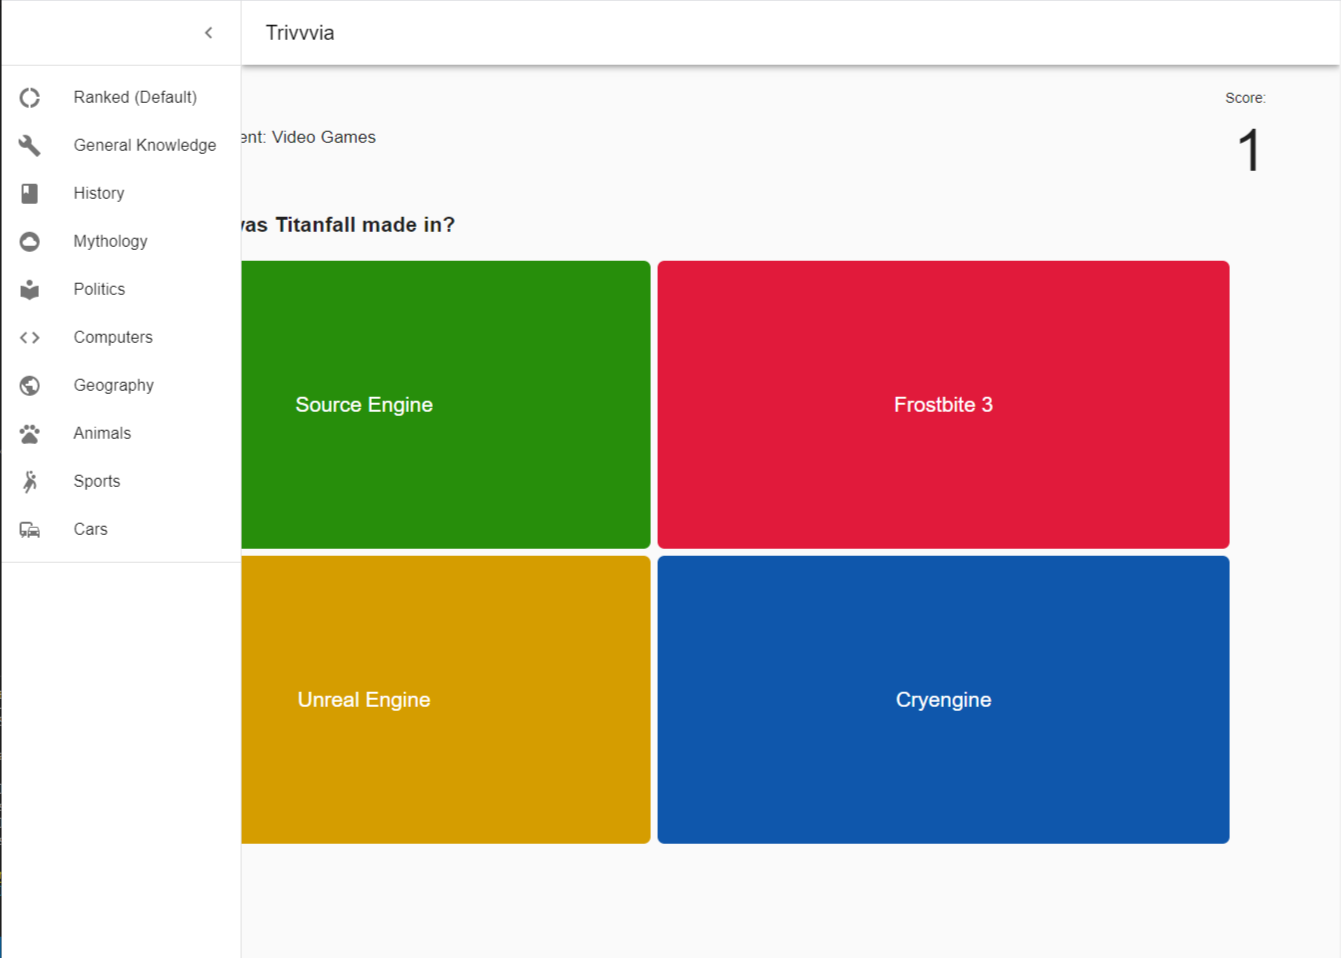 Trivvvia
Ranked (Default)
General Knowledge
History
Mythology
Politics
Computers
Geography
Animals
Sports
Cars
Score:
1
ent: Video Games
was Titanfall made in?
Source Engine
Frostbite 3
Unreal Engine
Cryengine